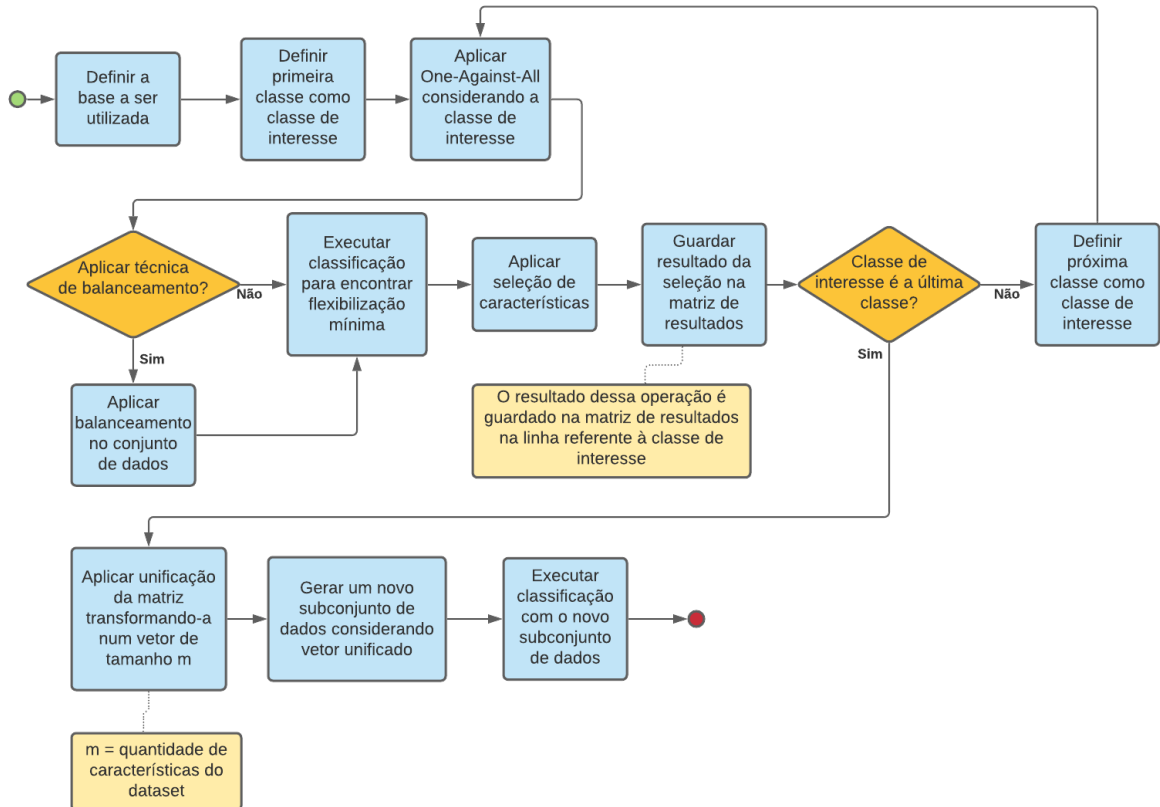 Definir a
base a ser
utilizada
Definir
primeira
classe como
classe de
interesse
Aplicar
One-Against-All
considerando a
classe de
interesse
Aplicar técnica
de balanceamento?
Não
Sim
Aplicar
balanceamento
no conjunto
de dados
Executar
classificação
para encontrar
flexibilização
mínima
Aplicar
seleção de
características
Guardar
resultado da
seleção na
matriz de
resultados
O resultado dessa operação é
guardado na matriz de resultados
na linha referente à classe de
interesse
Classe de
interesse é a última
classe?
Não
Sim
Definir
próxima
classe como
classe de
interesse
Aplicar unificação
da matriz
transformando-a
num vetor de
tamanho m
m = quantidade de
características do
dataset
Gerar um novo
subconjunto de
dados considerando
vetor unificado
Executar
classificação
com o novo
subconjunto
de dados